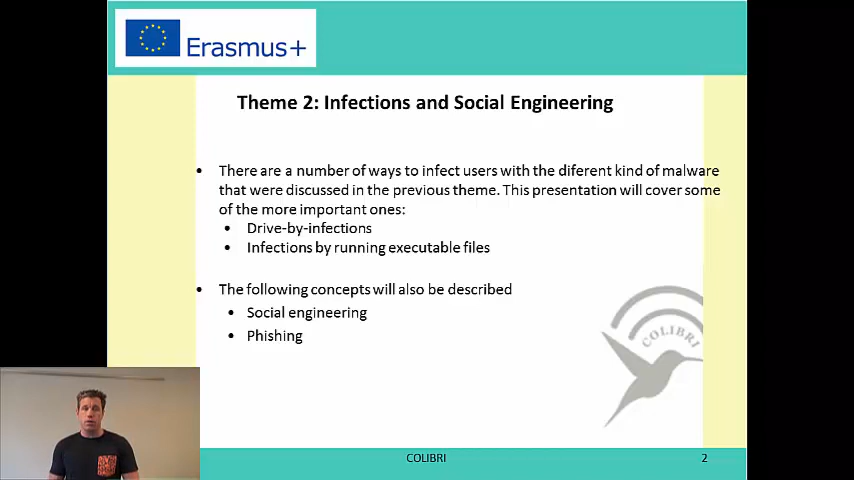 Erasmus+
Theme 2: Infections and Social Engineering
• There are a number of ways to infect users with the diferent kind of malware
that were discussed in the previous theme. This presentation will cover some
of the more important ones:
• Drive-by-infections
• Infections by running executable files
• The following concepts will also be described
• Social engineering
• Phishing
COLIBRI
COLIBRI
2